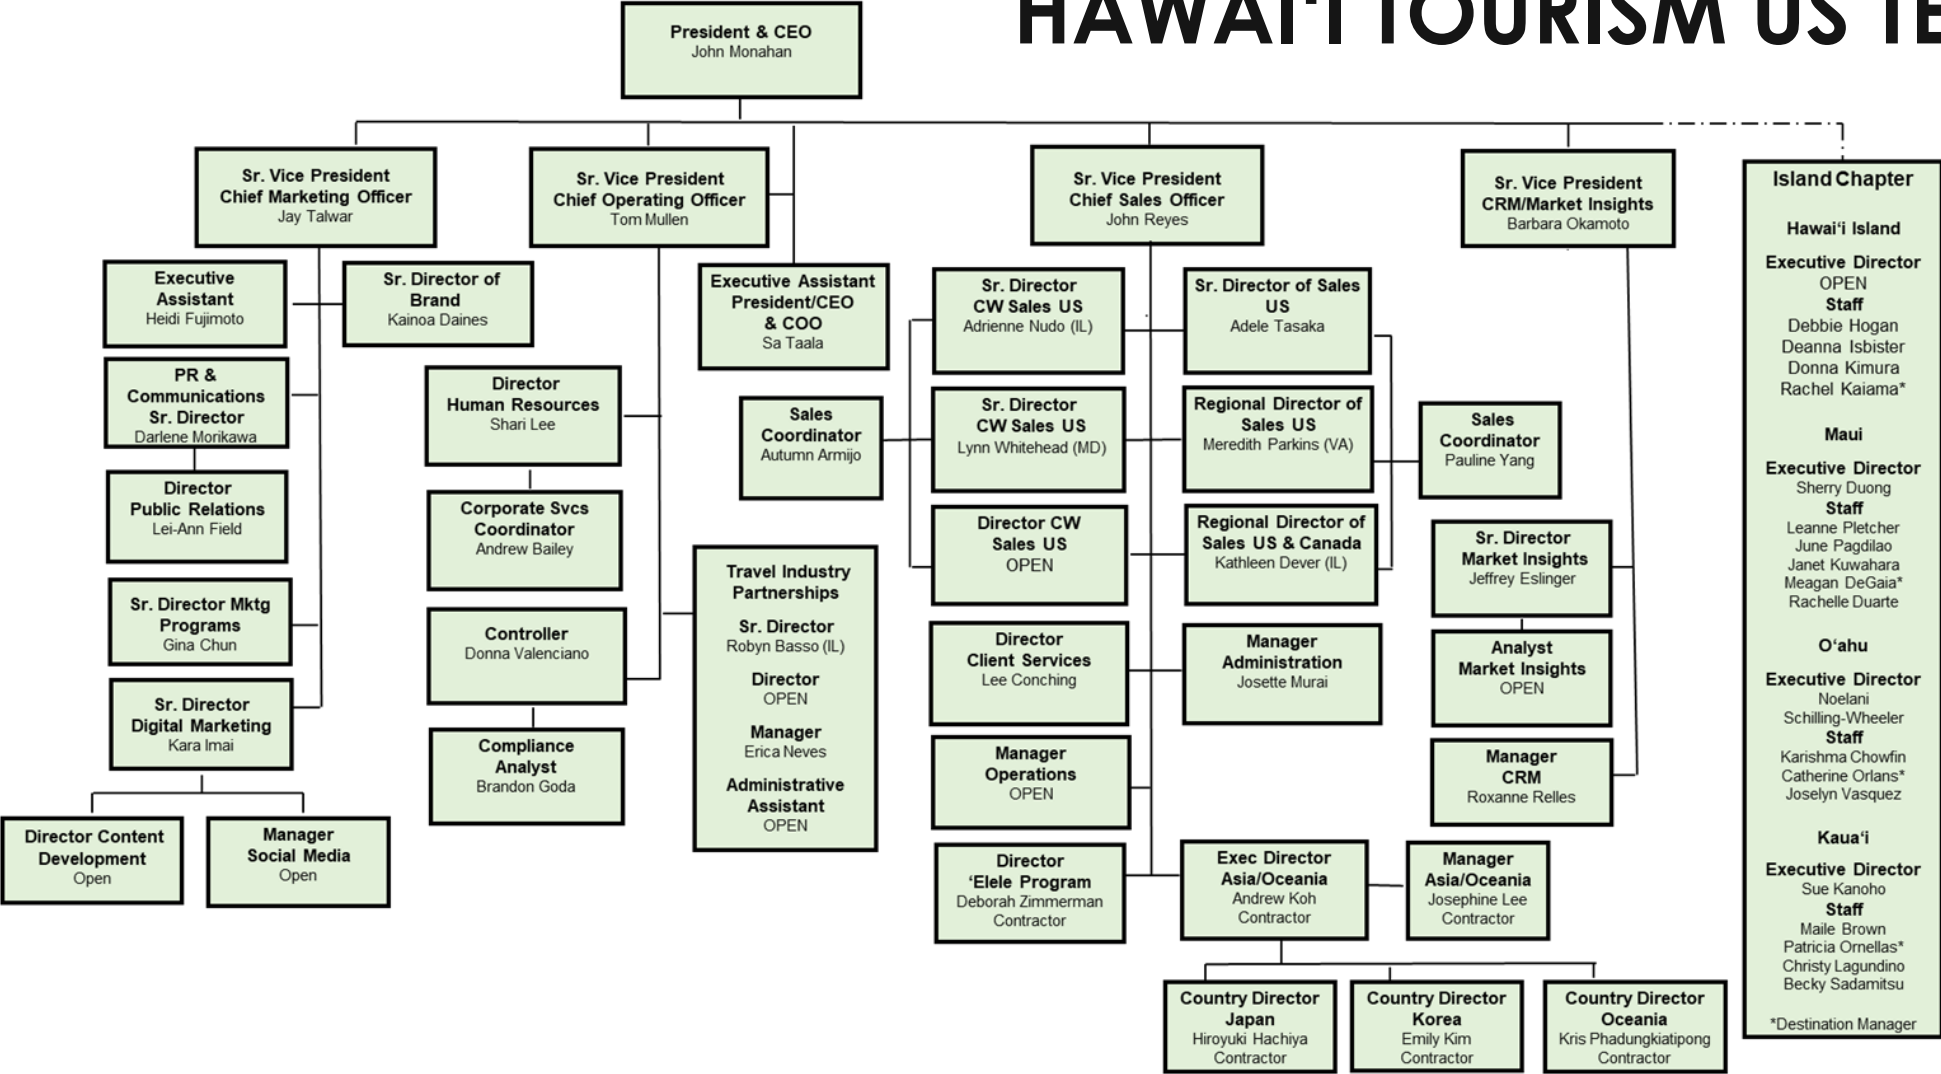 HAWAI‘I TOURISM US TE
President & CEO
John Monahan
Sr. Vice President
Chief Marketing Officer
Jay Talwar
Sr. Vice President
Chief Operating Officer
Tom Mullen
Sr. Vice President
Chief Sales Officer
John Reyes
Sr. Vice President
CRM/Market Insights
Barbara Okamoto
Executive
Assistant
Heidi Fujimoto
Sr. Director of
Brand
Kainoa Daines
PR &
Communications
Sr. Director
Darlene Morikawa
Director
Public Relations
Lei-Ann Field
Sr. Director Mktg
Programs
Gina Chun
Sr. Director
Digital Marketing
Kara Imai
Director Content
Development
Open
Manager
Social Media
Open
Executive Assistant
President/CEO
& COO
Sa Taala
Director
Human Resources
Shari Lee
Corporate Svcs
Coordinator
Andrew Bailey
Controller
Donna Valenciano
Compliance
Analyst
Brandon Goda
Travel Industry
Partnerships
Sr. Director
Robyn Basso (IL)
Director
OPEN
Manager
Erica Neves
Administrative
Assistant
OPEN
Sales
Coordinator
Autumn Armijo
Sr. Director
CW Sales US
Adrienne Nudo (IL)
Sr. Director of Sales
US
Adele Tasaka
Sr. Director
CW Sales US
Lynn Whitehead (MD)
Regional Director of
Sales US
Meredith Parkins (VA)
Sales
Coordinator
Pauline Yang
Director CW
Sales US
OPEN
Regional Director of
Sales US & Canada
Kathleen Dever (IL)
Director
Client Services
Lee Conching
Manager
Administration
Josette Murai
Manager
Operations
OPEN
Director
‘Elele Program
Deborah Zimmerman
Contractor
Exec Director
Asia/Oceania
Andrew Koh
Contractor
Manager
Asia/Oceania
Josephine Lee
Contractor
Country Director
Japan
Hiroyuki Hachiya
Contractor
Country Director
Korea
Emily Kim
Contractor
Country Director
Oceania
Kris Phadungkiatipong
Contractor
Sr. Director
Market Insights
Jeffrey Eslinger
Analyst
Market Insights
OPEN
Manager
CRM
Roxanne Relles
Island Chapter
Hawai‘i Island
Executive Director
OPEN
Staff
Debbie Hogan
Deanna Isbister
Donna Kimura
Rachel Kaiama*
Maui
Executive Director
Sherry Duong
Staff
Leanne Pletcher
June Pagdilao
Janet Kuwahara
Meagan DeGaia*
Rachelle Duarte
O‘ahu
Executive Director
Noelani
Schilling-Wheeler
Staff
Karishma Chowfin
Catherine Orlans*
Joselyn Vasquez
Kaua‘i
Executive Director
Sue Kanoho
Staff
Maile Brown
Patricia Ornellas*
Christy Lagundino
Becky Sadamitsu
*Destination Manager